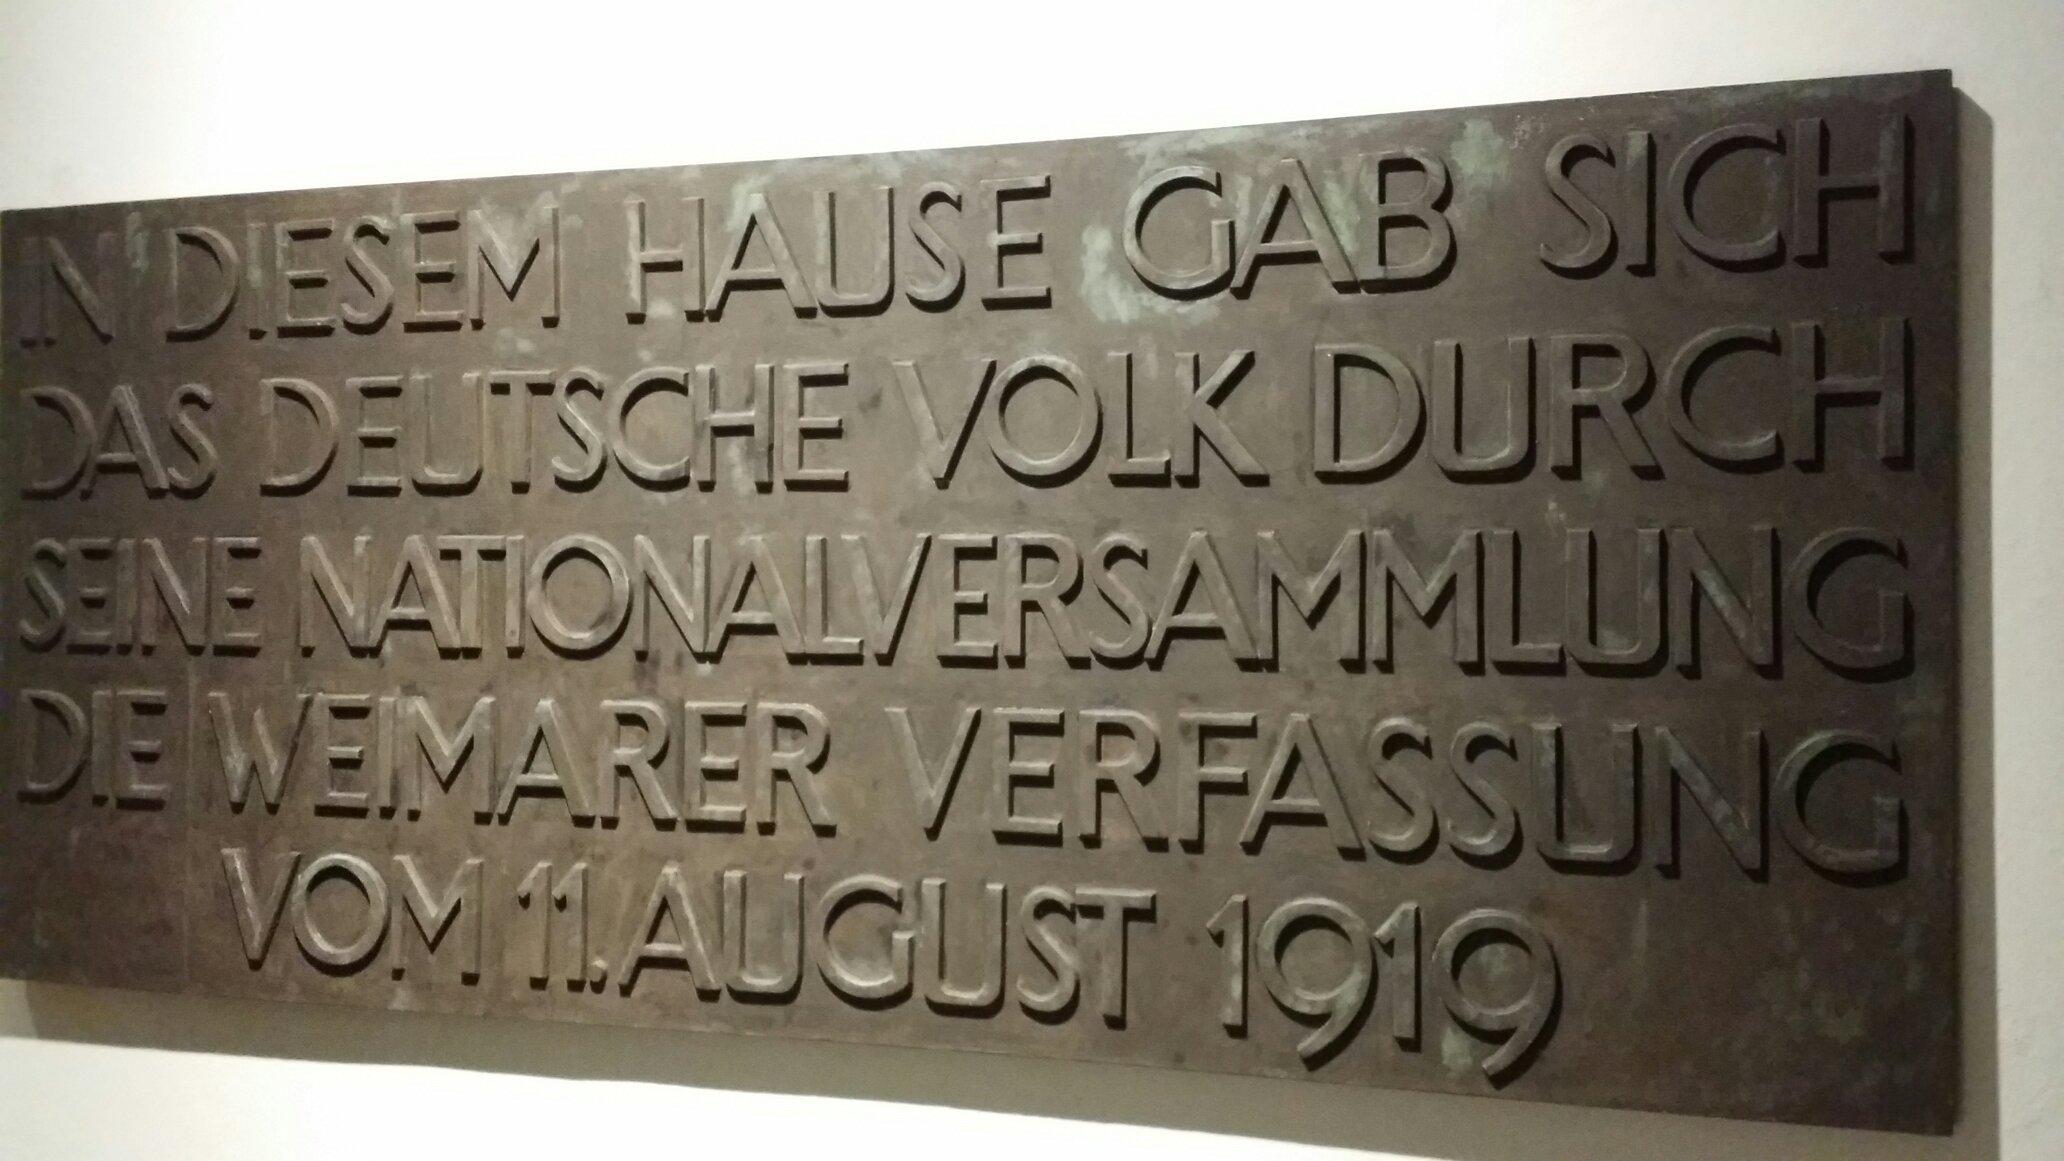 IN DIESEM HAUSE GAB SICH
DAS DEUTSCHE VOLK DURCH
SEINE NATIONALVERSAMMLUNG
DIE WEIMARER VERFASSUNG
VOM 11. AUGUST 1919